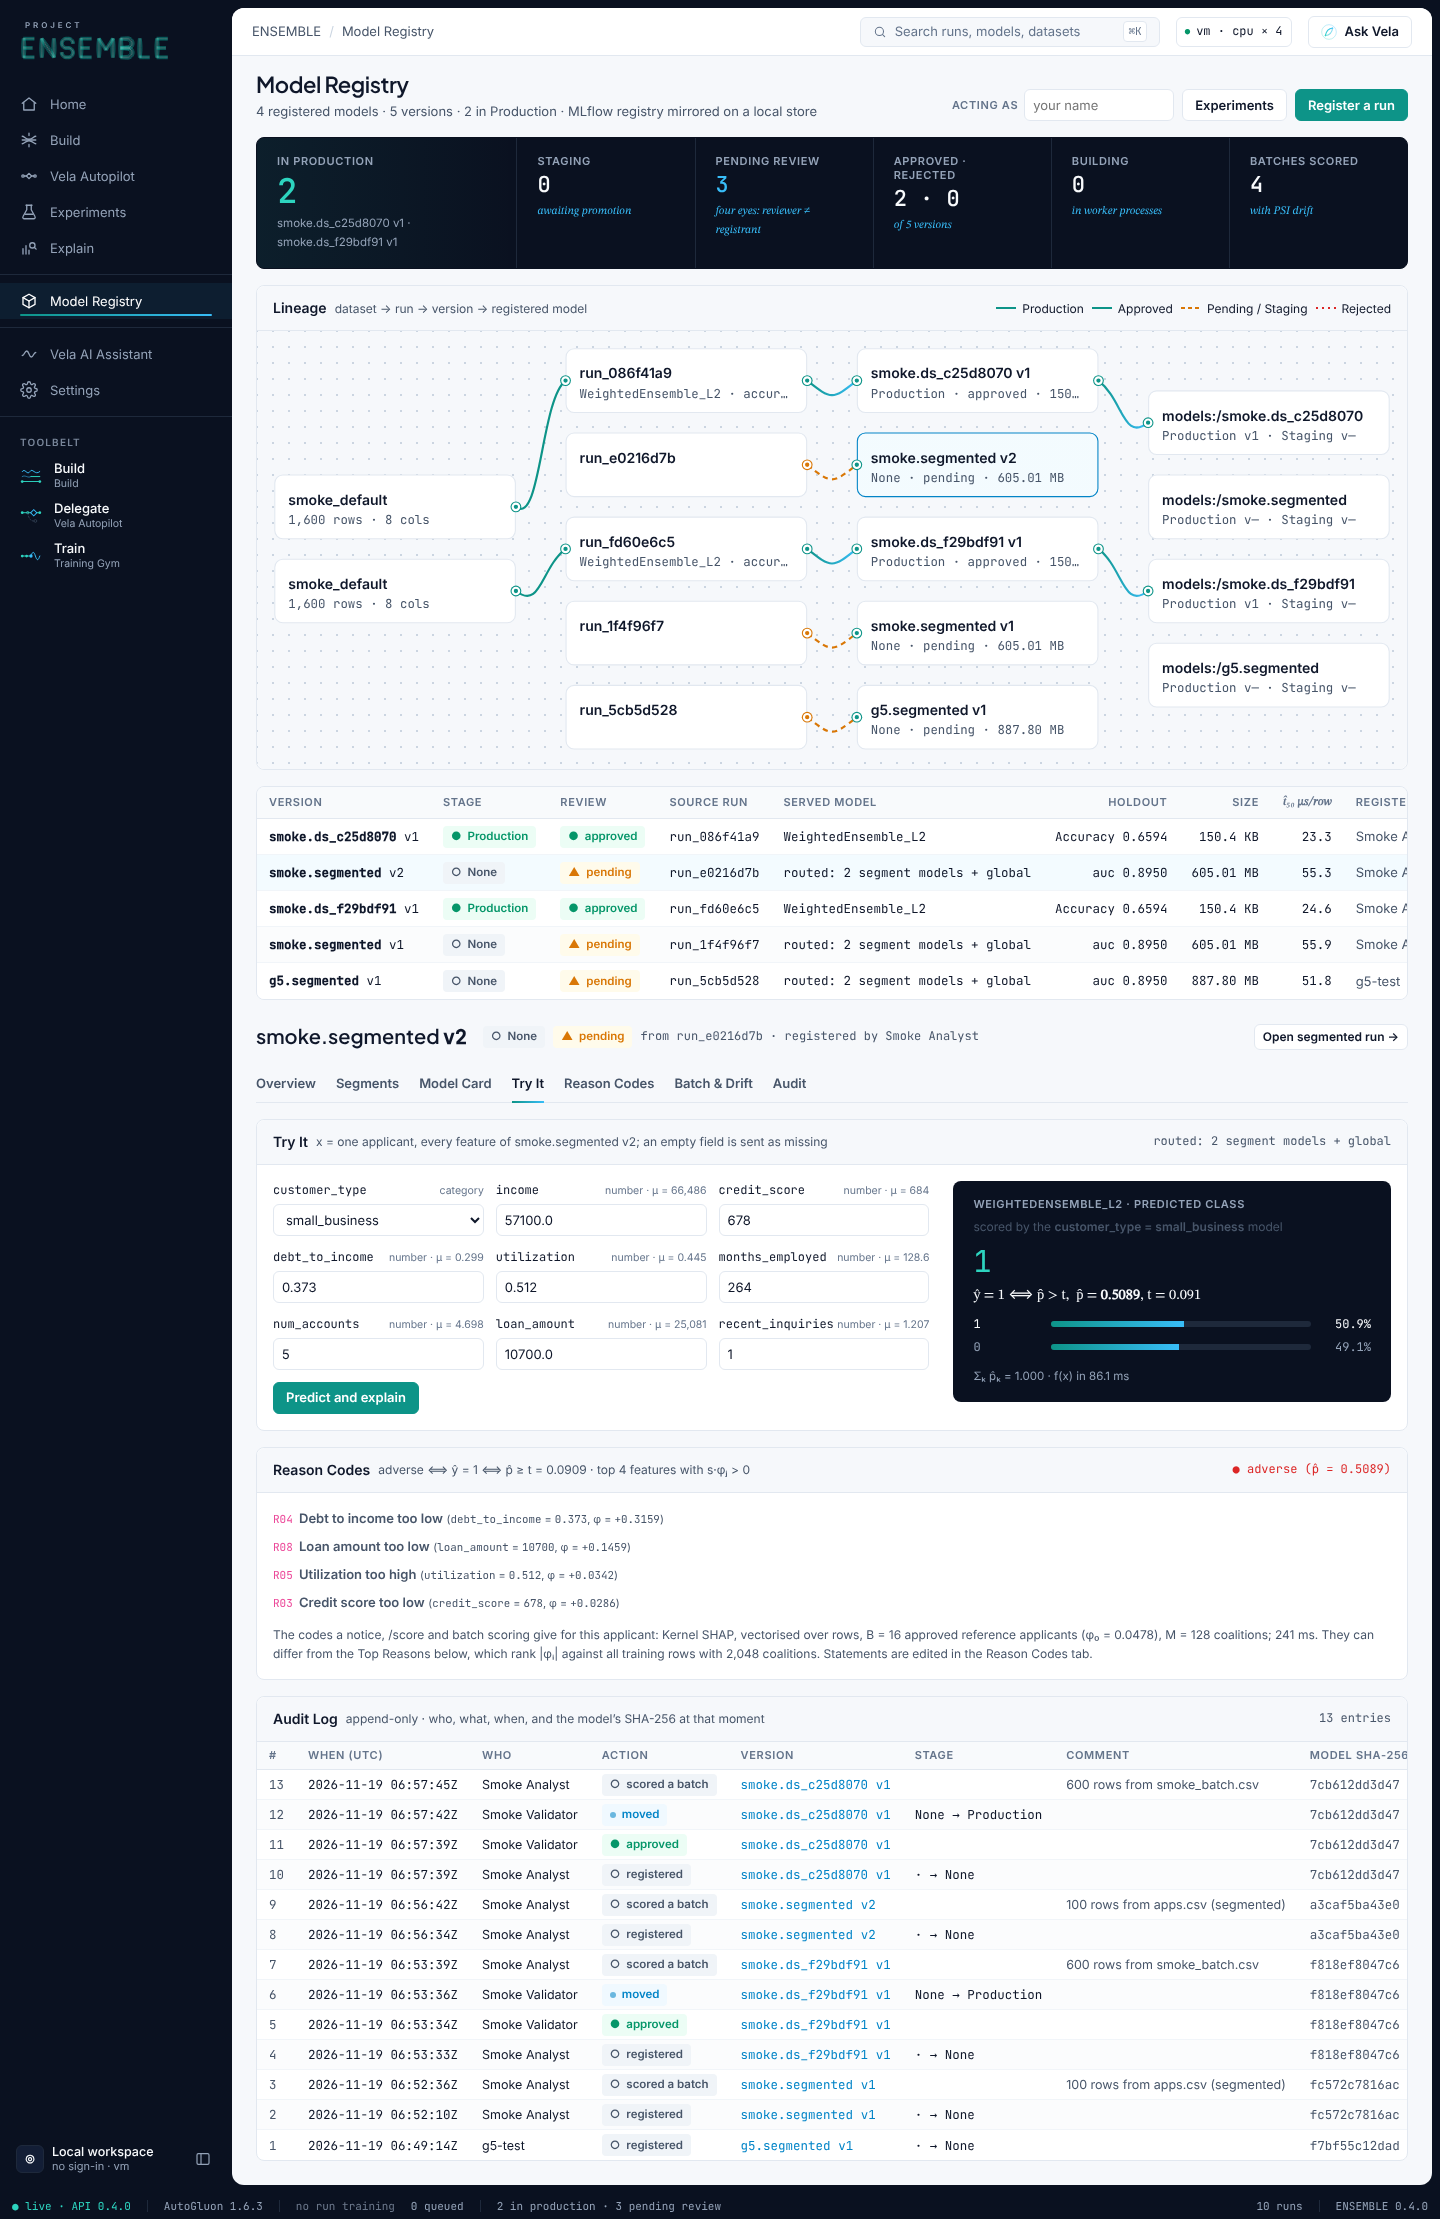 PROJECT
ENSEMBLE
Home
Build
Vela Autopilot
Experiments
Explain
Model Registry
Vela AI Assistant
Settings
TOOLBELT
Build
Build
Delegate
Vela Autopilot
Train
Training Gym
Local workspace
no sign-in · vm
ENSEMBLE / Model Registry
Search runs, models, datasets ⌘K
vm · cpu × 4
Ask Vela
Model Registry
4 registered models · 5 versions · 2 in Production · MLflow registry mirrored on a local store
ACTING AS your name Experiments Register a run
IN PRODUCTION
2
smoke.ds_c25d8070 v1 ·
smoke.ds_f29bdf91 v1
STAGING
0
awaiting promotion
PENDING REVIEW
3
four eyes: reviewer ≠
registrant
APPROVED ·
REJECTED
2 · 0
of 5 versions
BUILDING
0
in worker processes
BATCHES SCORED
4
with PSI drift
Lineage dataset → run → version → registered model
Production Approved Pending / Staging Rejected
smoke_default
1,600 rows · 8 cols
smoke_default
1,600 rows · 8 cols
run_086f41a9
WeightedEnsemble_L2 · accur…
run_e0216d7b
run_fd60e6c5
WeightedEnsemble_L2 · accur…
run_1f4f96f7
run_5cb5d528
smoke.ds_c25d8070 v1
Production · approved · 150…
smoke.segmented v2
None · pending · 605.01 MB
smoke.ds_f29bdf91 v1
Production · approved · 150…
smoke.segmented v1
None · pending · 605.01 MB
g5.segmented v1
None · pending · 887.80 MB
models:/smoke.ds_c25d8070
Production v1 · Staging v—
models:/smoke.segmented
Production v— · Staging v—
models:/smoke.ds_f29bdf91
Production v1 · Staging v—
models:/g5.segmented
Production v— · Staging v—
VERSION STAGE REVIEW SOURCE RUN SERVED MODEL HOLDOUT SIZE t̂₅₀ µs/row REGISTE
smoke.ds_c25d8070 v1 Production approved run_086f41a9 WeightedEnsemble_L2 Accuracy 0.6594 150.4 KB 23.3 Smoke A
smoke.segmented v2 None pending run_e0216d7b routed: 2 segment models + global auc 0.8950 605.01 MB 55.3 Smoke A
smoke.ds_f29bdf91 v1 Production approved run_fd60e6c5 WeightedEnsemble_L2 Accuracy 0.6594 150.4 KB 24.6 Smoke A
smoke.segmented v1 None pending run_1f4f96f7 routed: 2 segment models + global auc 0.8950 605.01 MB 55.9 Smoke A
g5.segmented v1 None pending run_5cb5d528 routed: 2 segment models + global auc 0.8950 887.80 MB 51.8 g5-test
smoke.segmented v2 None pending from run_e0216d7b · registered by Smoke Analyst Open segmented run →
Overview Segments Model Card Try It Reason Codes Batch & Drift Audit
Try It x = one applicant, every feature of smoke.segmented v2; an empty field is sent as missing routed: 2 segment models + global
customer_type category income number · µ = 66,486 credit_score number · µ = 684
small_business 57100.0 678
debt_to_income number · µ = 0.299 utilization number · µ = 0.445 months_employed number · µ = 128.6
0.373 0.512 264
num_accounts number · µ = 4.698 loan_amount number · µ = 25,081 recent_inquiries number · µ = 1.207
5 10700.0 1
Predict and explain
WEIGHTEDENSEMBLE_L2 · PREDICTED CLASS
scored by the customer_type = small_business model
1
ŷ = 1 ⟺ p̂ > t, p̂ = 0.5089, t = 0.091
1 50.9%
0 49.1%
Σₖ p̂ₖ = 1.000 · f(x) in 86.1 ms
Reason Codes adverse ⟺ ŷ = 1 ⟺ p̂ ≥ t = 0.0909 · top 4 features with s·φⱼ > 0 adverse (p̂ = 0.5089)
R04 Debt to income too low (debt_to_income = 0.373, φ = +0.3159)
R08 Loan amount too low (loan_amount = 10700, φ = +0.1459)
R05 Utilization too high (utilization = 0.512, φ = +0.0342)
R03 Credit score too low (credit_score = 678, φ = +0.0286)
The codes a notice, /score and batch scoring give for this applicant: Kernel SHAP, vectorised over rows, B = 16 approved reference applicants (φ₀ = 0.0478), M = 128 coalitions; 241 ms. They can
differ from the Top Reasons below, which rank |φⱼ| against all training rows with 2,048 coalitions. Statements are edited in the Reason Codes tab.
Audit Log append-only · who, what, when, and the model's SHA-256 at that moment 13 entries
# WHEN (UTC) WHO ACTION VERSION STAGE COMMENT MODEL SHA-256
13 2026-11-19 06:57:45Z Smoke Analyst scored a batch smoke.ds_c25d8070 v1 600 rows from smoke_batch.csv 7cb612dd3d47
12 2026-11-19 06:57:42Z Smoke Validator moved smoke.ds_c25d8070 v1 None → Production 7cb612dd3d47
11 2026-11-19 06:57:39Z Smoke Validator approved smoke.ds_c25d8070 v1 7cb612dd3d47
10 2026-11-19 06:57:39Z Smoke Analyst registered smoke.ds_c25d8070 v1 · → None 7cb612dd3d47
9 2026-11-19 06:56:42Z Smoke Analyst scored a batch smoke.segmented v2 100 rows from apps.csv (segmented) a3caf5ba43e0
8 2026-11-19 06:56:34Z Smoke Analyst registered smoke.segmented v2 · → None a3caf5ba43e0
7 2026-11-19 06:53:39Z Smoke Analyst scored a batch smoke.ds_f29bdf91 v1 600 rows from smoke_batch.csv f818ef8047c6
6 2026-11-19 06:53:36Z Smoke Validator moved smoke.ds_f29bdf91 v1 None → Production f818ef8047c6
5 2026-11-19 06:53:34Z Smoke Validator approved smoke.ds_f29bdf91 v1 f818ef8047c6
4 2026-11-19 06:53:33Z Smoke Analyst registered smoke.ds_f29bdf91 v1 · → None f818ef8047c6
3 2026-11-19 06:52:36Z Smoke Analyst scored a batch smoke.segmented v1 100 rows from apps.csv (segmented) fc572c7816ac
2 2026-11-19 06:52:10Z Smoke Analyst registered smoke.segmented v1 · → None fc572c7816ac
1 2026-11-19 06:49:14Z g5-test registered g5.segmented v1 · → None f7bf55c12dad
live · API 0.4.0 AutoGluon 1.6.3 no run training 0 queued 2 in production · 3 pending review 10 runs ENSEMBLE 0.4.0